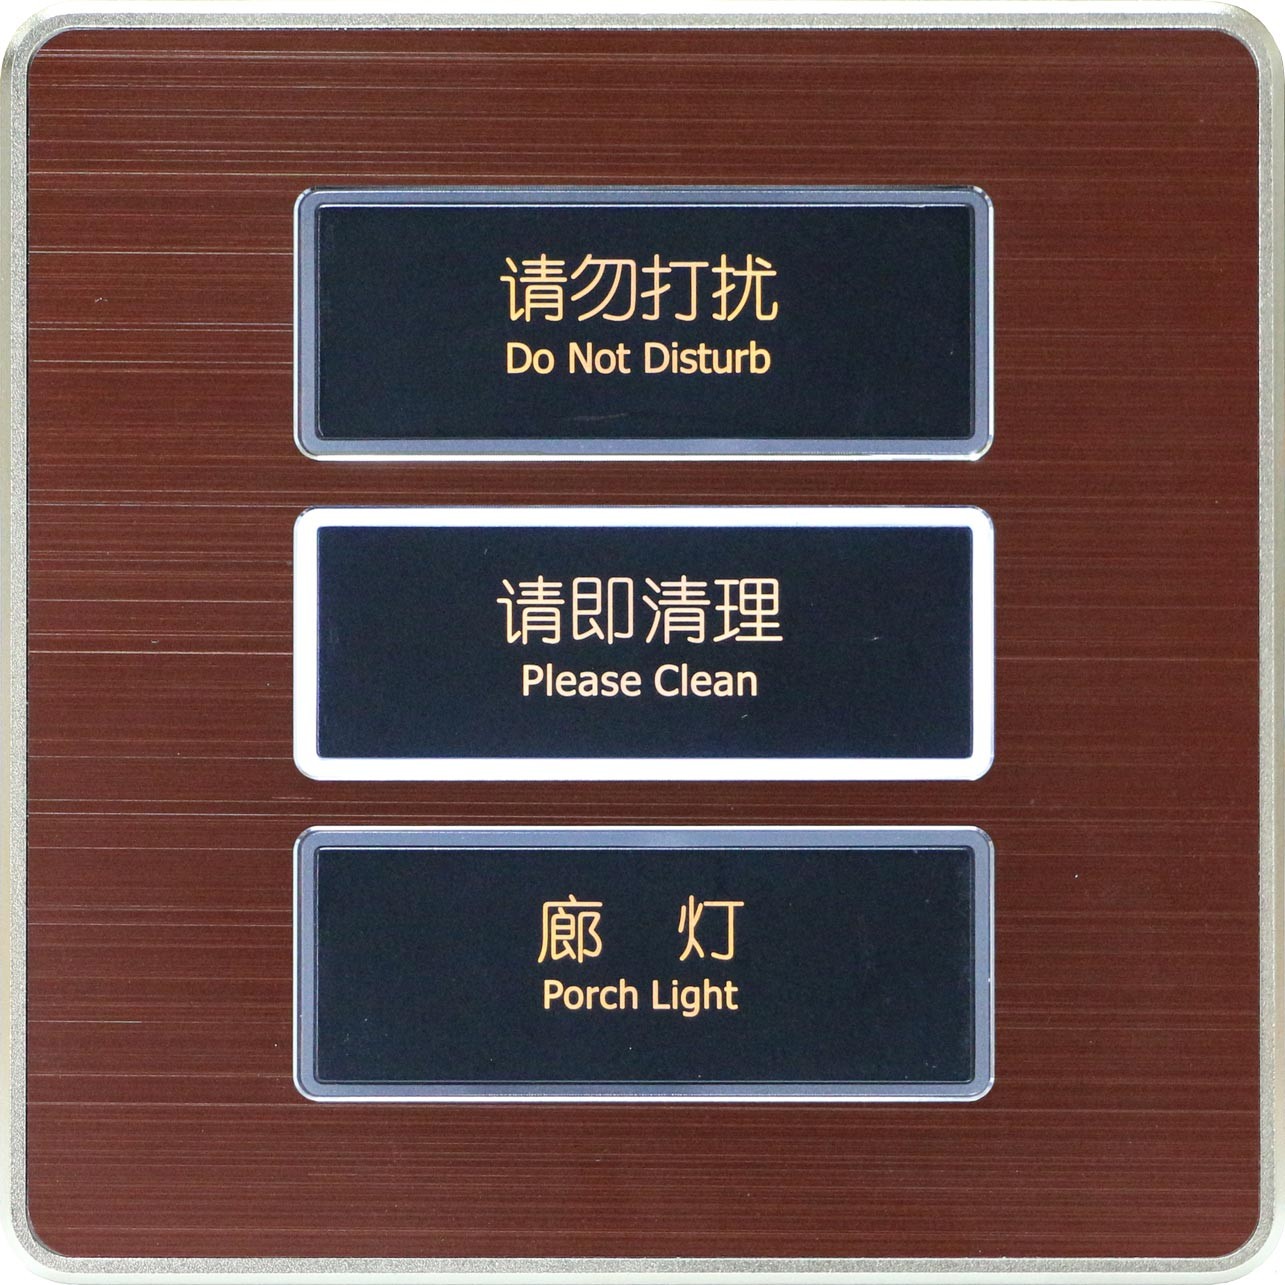 请勿打扰
Do Not Disturb
请即清理
Please Clean
廊 灯
Porch Light